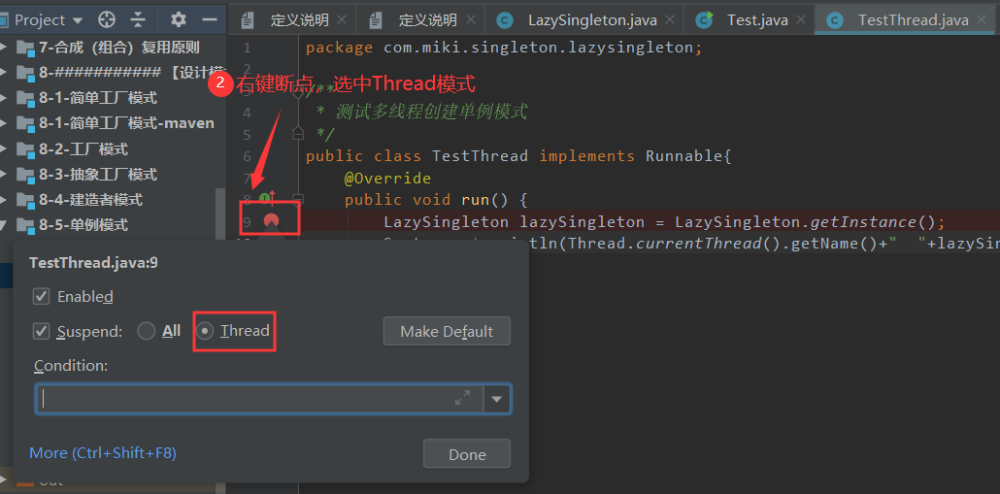 Project
定义说明
定义说明
LazySingleton.java
Test.java
TestThread.java
7-合成（组合）复用原则
8-########### 【设计模
8-1-简单工厂模式
8-1-简单工厂模式-maven
8-2-工厂模式
8-3-抽象工厂模式
8-4-建造者模式
8-5-单例模式
2 右键断点，选中Thread模式
1 package com.miki.singleton.lazysingleton;
2
3 /**
4 * 测试多线程创建单例模式
5 */
6 public class TestThread implements Runnable{
7 @Override
8 public void run() {
9 LazySingleton lazySingleton = LazySingleton.getInstance();
ln(Thread.currentThread().getName()+" "+lazySin
TestThread.java:9
Enabled
Suspend: All Thread
Make Default
Condition:
More (Ctrl+Shift+F8)
Done
out